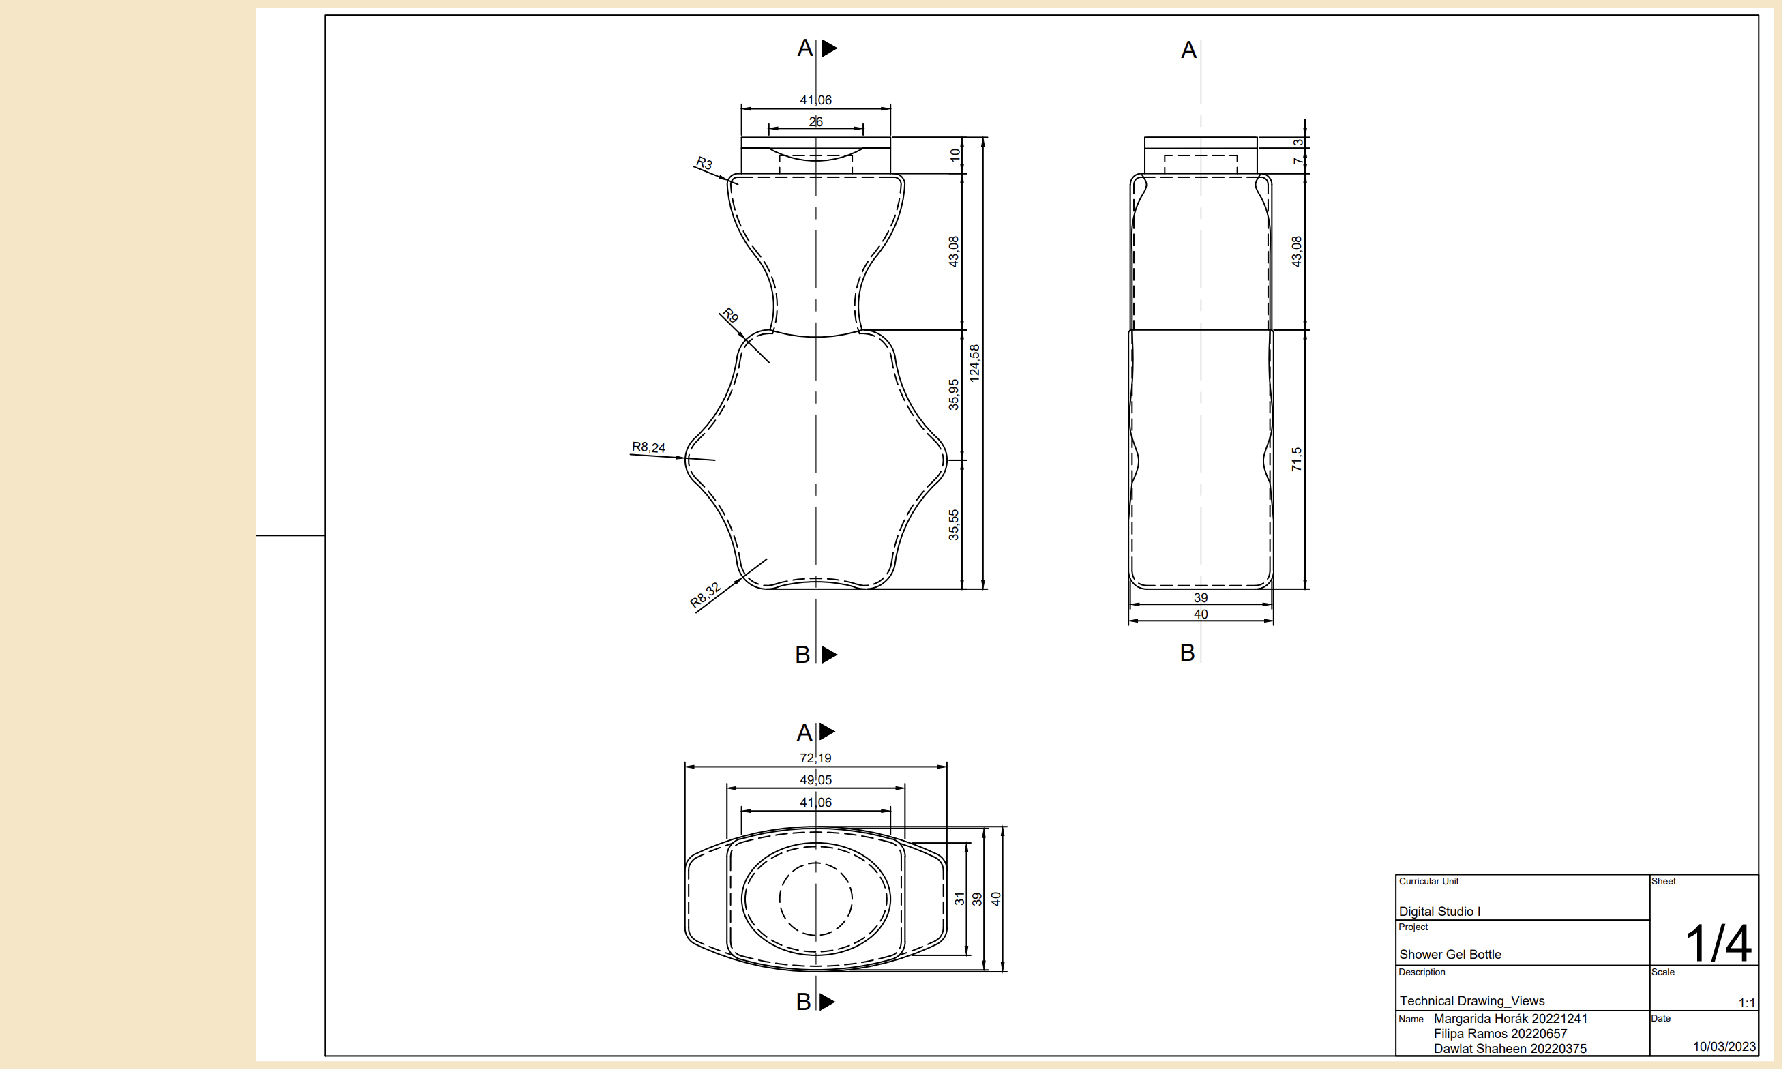 A
A
41,06
26
3
10
7
R3
43,08
43,08
R9
124,58
35,95
R8,24
71,5
35,55
R8,32
39
40
B
B
A
72,19
49,05
41,06
31
39
40
B
Curricular Unit
Digital Studio I
Sheet
1/4
Project
Shower Gel Bottle
Description
Technical Drawing_Views
Scale
1:1
Name Margarida Horák 20221241
Filipa Ramos 20220657
Dawlat Shaheen 20220375
Date
10/03/2023